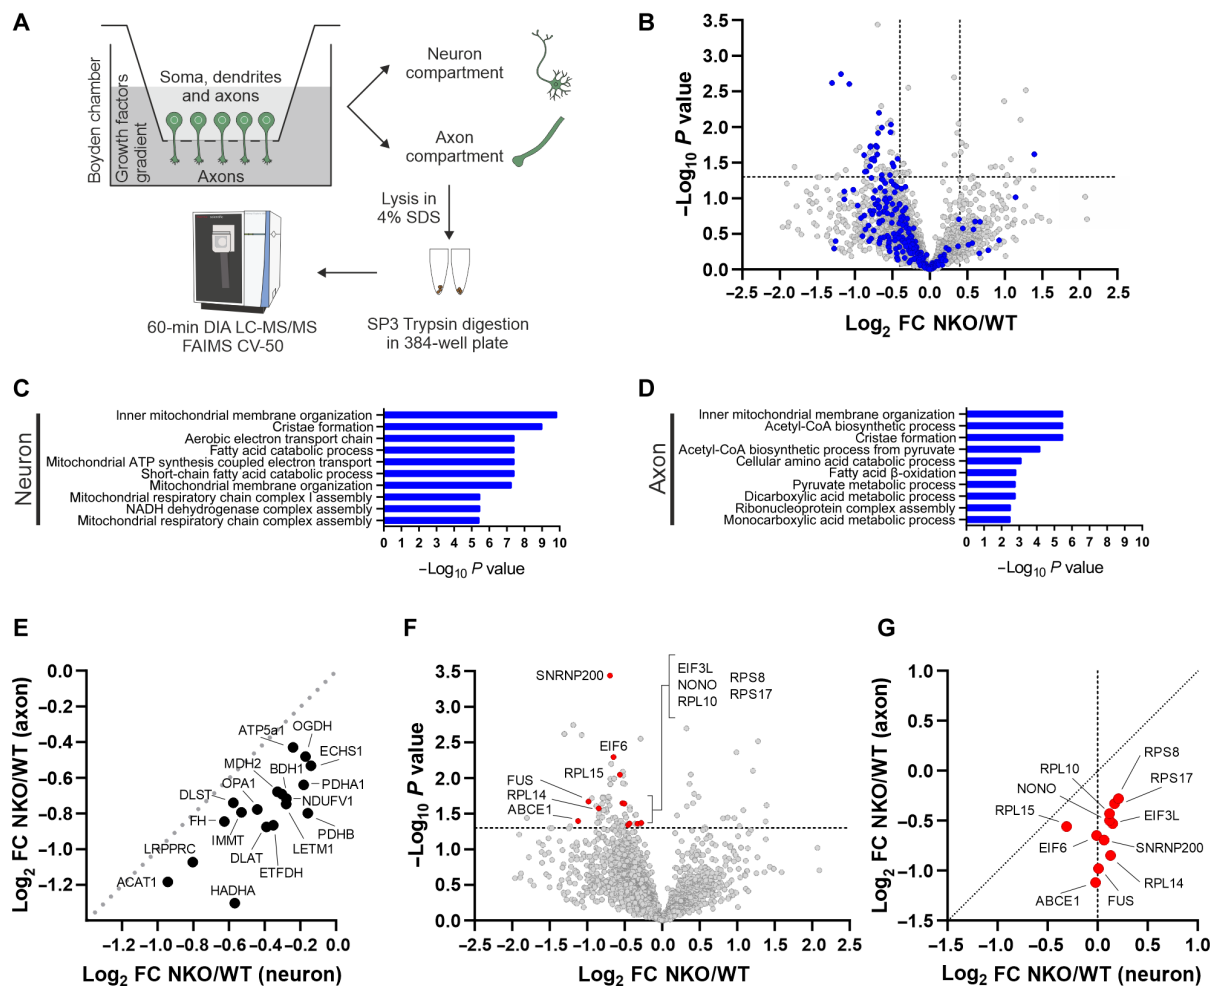 A
Boyden chamber
Growth factors
gradient
Soma, dendrites
and axons
Axons
Neuron
compartment
Axon
compartment
Lysis in
4% SDS
SP3 Trypsin digestion
in 384-well plate
60-min DIA LC-MS/MS
FAIMS CV-50
B
–Log10 P value
3.5
3.0
2.5
2.0
1.5
1.0
0.5
0.0
–2.5 –2.0 –1.5 –1.0 –0.5 0.0 0.5 1.0 1.5 2.0 2.5
Log2 FC NKO/WT
C
Neuron
Inner mitochondrial membrane organization
Cristae formation
Aerobic electron transport chain
Fatty acid catabolic process
Mitochondrial ATP synthesis coupled electron transport
Short-chain fatty acid catabolic process
Mitochondrial membrane organization
Mitochondrial respiratory chain complex I assembly
NADH dehydrogenase complex assembly
Mitochondrial respiratory chain complex assembly
0 1 2 3 4 5 6 7 8 9 10
–Log10 P value
D
Axon
Inner mitochondrial membrane organization
Acetyl-CoA biosynthetic process
Cristae formation
Acetyl-CoA biosynthetic process from pyruvate
Cellular amino acid catabolic process
Fatty acid β-oxidation
Pyruvate metabolic process
Dicarboxylic acid metabolic process
Ribonucleoprotein complex assembly
Monocarboxylic acid metabolic process
0 1 2 3 4 5 6 7 8 9 10
–Log10 P value
E
Log2 FC NKO/WT (axon)
0.0
–0.2
–0.4
–0.6
–0.8
–1.0
–1.2
ATP5a1
OGDH
ECHS1
MDH2
BDH1
OPA1
PDHA1
DLST
NDUFV1
FH
IMMT
PDHB
LRPPRC
LETM1
DLAT
ETFDH
ACAT1
HADHA
–1.2 –1.0 –0.8 –0.6 –0.4 –0.2 0.0
Log2 FC NKO/WT (neuron)
F
–Log10 P value
3.5
3.0
2.5
2.0
1.5
1.0
0.5
0.0
SNRNP200
EIF3L
NONO
RPL10
RPS8
RPS17
EIF6
RPL15
FUS
RPL14
ABCE1
–2.5 –2.0 –1.5 –1.0 –0.5 0.0 0.5 1.0 1.5 2.0 2.5
Log2 FC NKO/WT
G
Log2 FC NKO/WT (axon)
1.0
0.5
0.0
–0.5
–1.0
–1.5
RPS8
RPL10
RPS17
NONO
RPL15
EIF3L
EIF6
SNRNP200
RPL14
ABCE1
FUS
–1.5 –1.0 –0.5 0.0 0.5 1.0
Log2 FC NKO/WT (neuron)